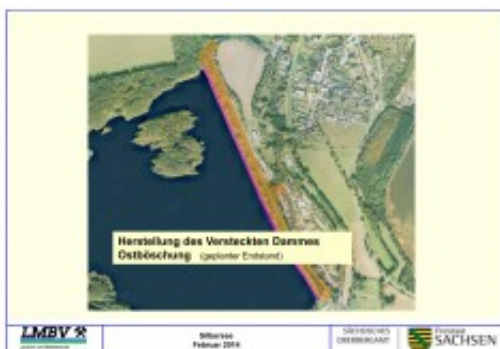 Herstellung des Versteckten Dammes
Ostböschung (geplanter Endstand)
LMBV
Silbersee
Februar 2014
SÄCHSISCHES
OBERBERGAMT
Freistaat
SACHSEN